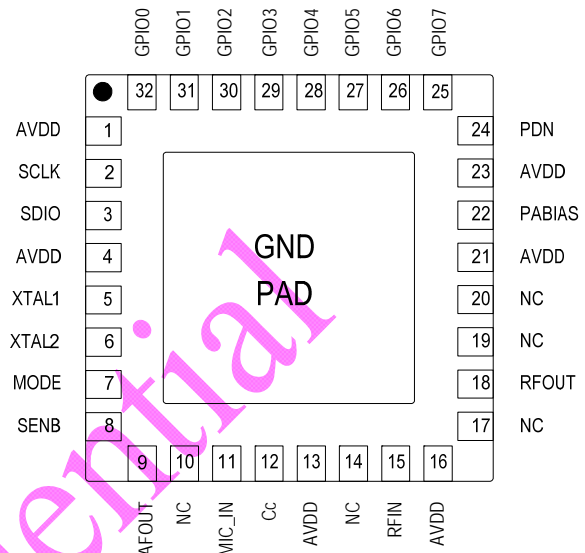 GPIO0 GPIO1 GPIO2 GPIO3 GPIO4 GPIO5 GPIO6 GPIO7
32 31 30 29 28 27 26 25
AVDD 1 24 PDN
SCLK 2 23 AVDD
SDIO 3 22 PABIAS
AVDD 4 21 AVDD
XTAL1 5 20 NC
XTAL2 6 19 NC
MODE 7 18 RFOUT
SENB 8 17 NC
GND
PAD
9 10 11 12 13 14 15 16
AFOUT NC MIC_IN Cc AVDD NC RFIN AVDD
ential